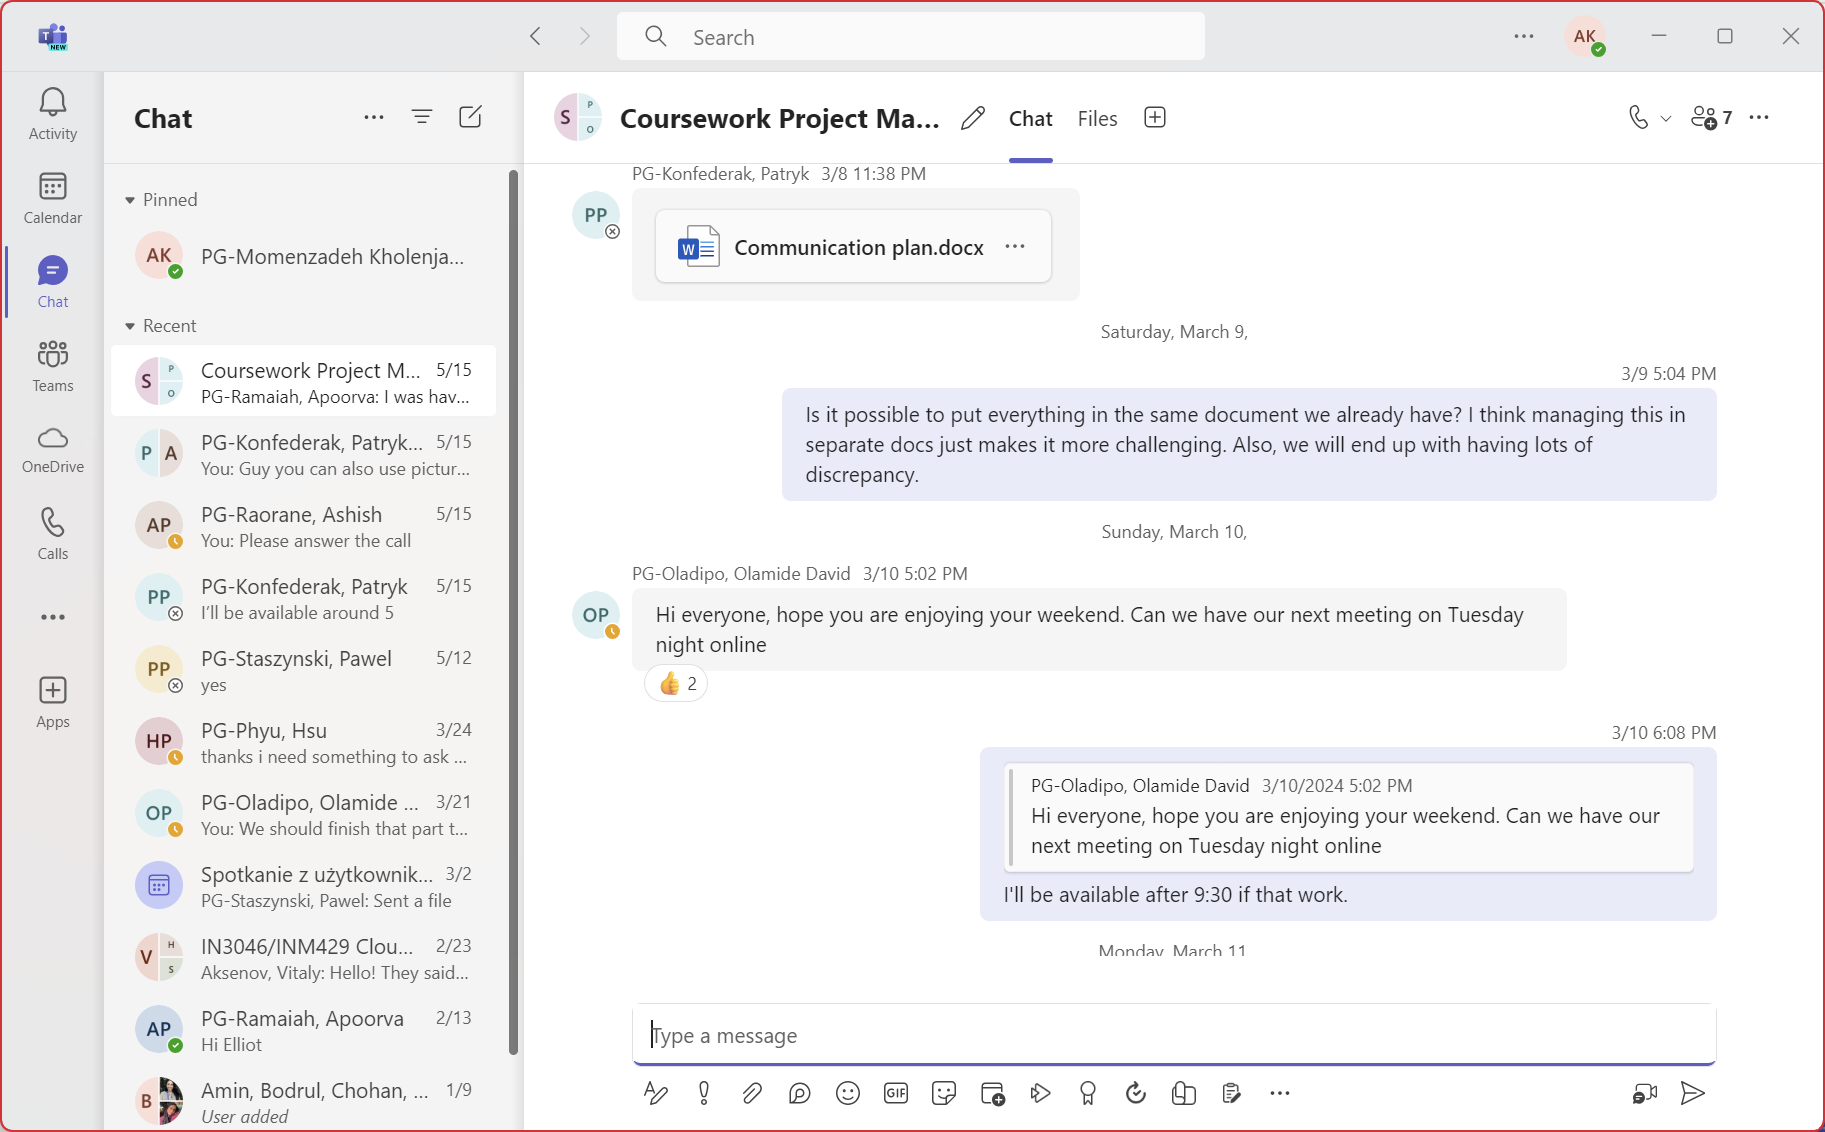 NEW
Search
AK
Activity
Calendar
Chat
Teams
OneDrive
Calls
Apps
Chat
Pinned
AK
PG-Momenzadeh Kholenja...
Recent
S P O
Coursework Project M... 5/15
PG-Ramaiah, Apoorva: I was hav...
P A
PG-Konfederak, Patryk... 5/15
You: Guy you can also use pictur...
AP
PG-Raorane, Ashish 5/15
You: Please answer the call
PP
PG-Konfederak, Patryk 5/15
I'll be available around 5
PP
PG-Staszynski, Pawel 5/12
yes
HP
PG-Phyu, Hsu 3/24
thanks i need something to ask ...
OP
PG-Oladipo, Olamide ... 3/21
You: We should finish that part t...
Spotkanie z użytkownik... 3/2
PG-Staszynski, Pawel: Sent a file
V H S
IN3046/INM429 Clou... 2/23
Aksenov, Vitaly: Hello! They said...
AP
PG-Ramaiah, Apoorva 2/13
Hi Elliot
B
Amin, Bodrul, Chohan, ... 1/9
User added
S P O
Coursework Project Ma...
Chat
Files
7
PG-Konfederak, Patryk 3/8 11:38 PM
PP
W Communication plan.docx
Saturday, March 9,
3/9 5:04 PM
Is it possible to put everything in the same document we already have? I think managing this in
separate docs just makes it more challenging. Also, we will end up with having lots of
discrepancy.
Sunday, March 10,
PG-Oladipo, Olamide David 3/10 5:02 PM
OP
Hi everyone, hope you are enjoying your weekend. Can we have our next meeting on Tuesday
night online
👍 2
3/10 6:08 PM
PG-Oladipo, Olamide David 3/10/2024 5:02 PM
Hi everyone, hope you are enjoying your weekend. Can we have our
next meeting on Tuesday night online
I'll be available after 9:30 if that work.
Monday, March 11
Type a message
GIF